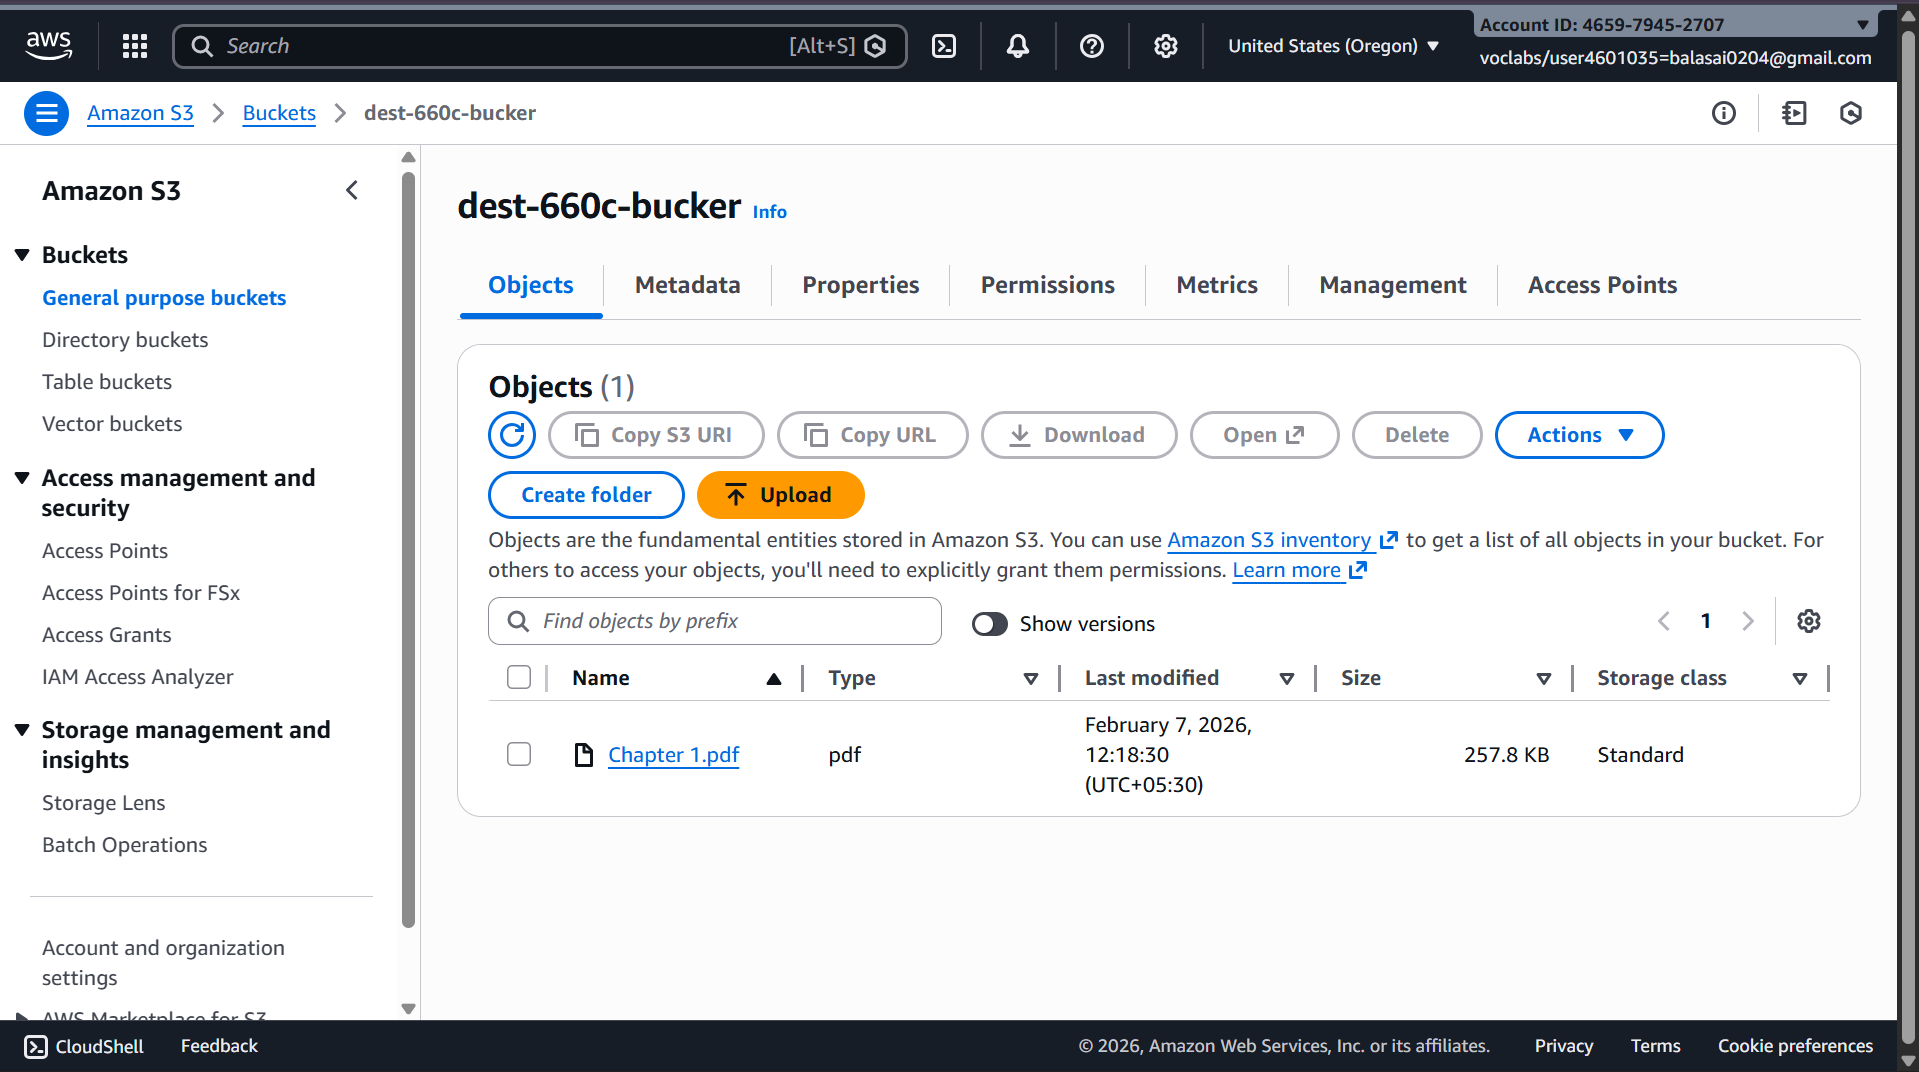 aws
Search
[Alt+S]
United States (Oregon)
Account ID: 4659-7945-2707
voclabs/user4601035=balasai0204@gmail.com
Amazon S3
Buckets
dest-660c-bucker
Amazon S3
Buckets
General purpose buckets
Directory buckets
Table buckets
Vector buckets
Access management and
security
Access Points
Access Points for FSx
Access Grants
IAM Access Analyzer
Storage management and
insights
Storage Lens
Batch Operations
Account and organization
settings
AWS Marketplace for S3
dest-660c-bucker Info
Objects
Metadata
Properties
Permissions
Metrics
Management
Access Points
Objects (1)
Copy S3 URI
Copy URL
Download
Open
Delete
Actions
Create folder
Upload
Objects are the fundamental entities stored in Amazon S3. You can use Amazon S3 inventory to get a list of all objects in your bucket. For
others to access your objects, you'll need to explicitly grant them permissions. Learn more
Find objects by prefix
Show versions
1
Name
Type
Last modified
Size
Storage class
Chapter 1.pdf
pdf
February 7, 2026,
12:18:30
(UTC+05:30)
257.8 KB
Standard
CloudShell
Feedback
© 2026, Amazon Web Services, Inc. or its affiliates.
Privacy
Terms
Cookie preferences